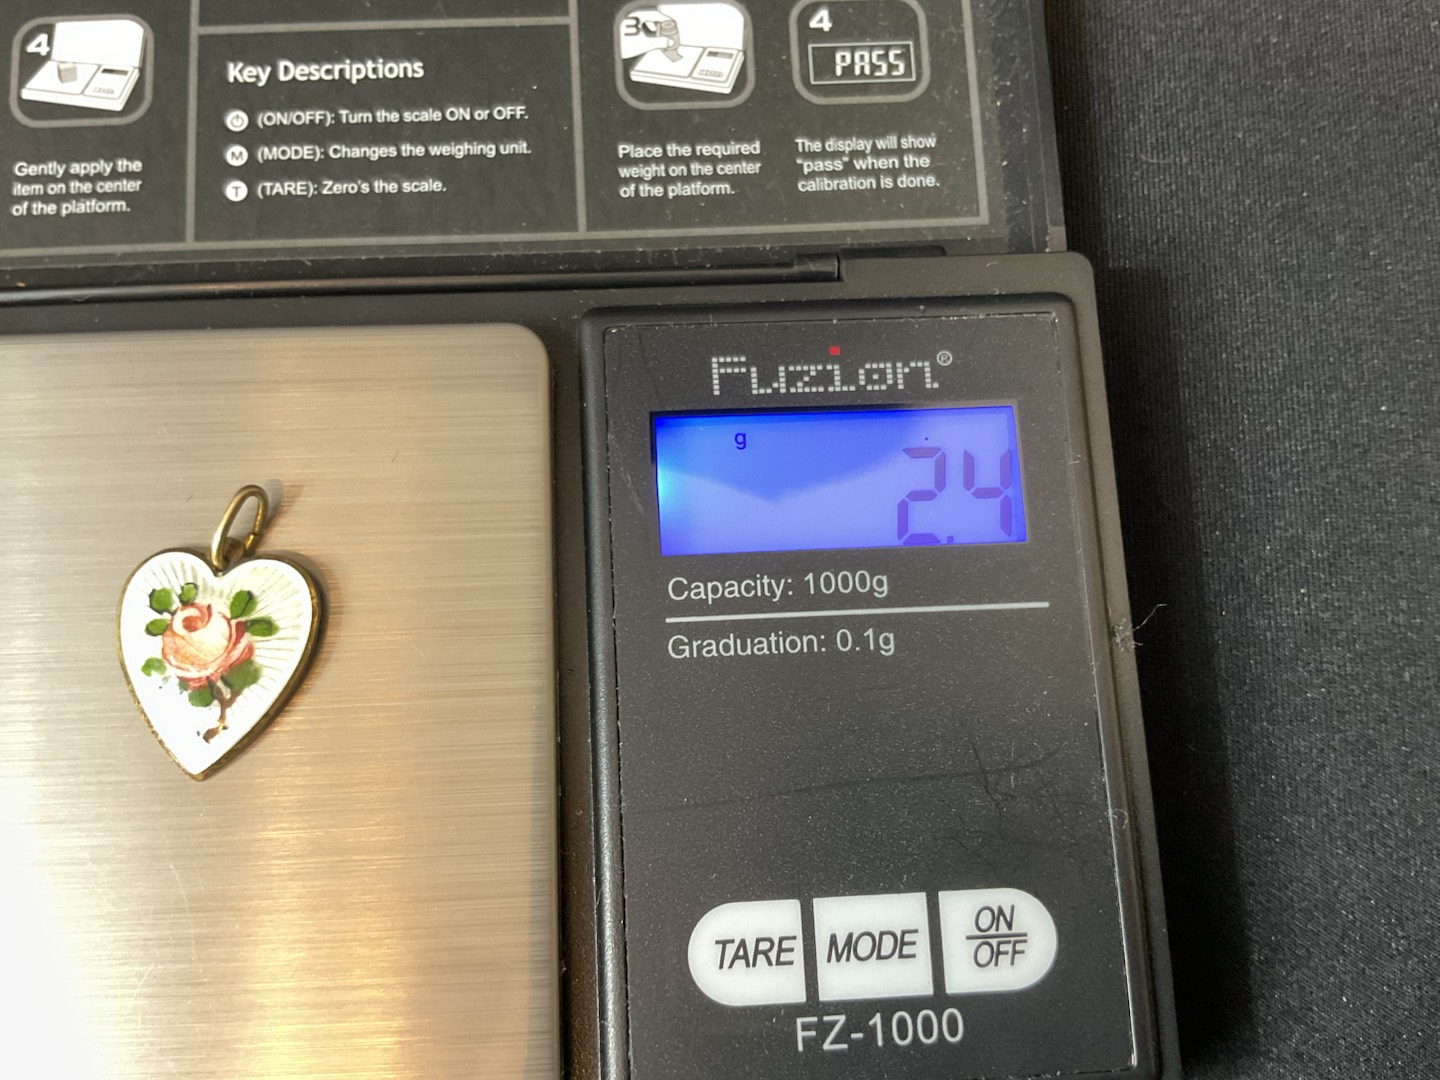 4
Gently apply the
item on the center
of the platform.
Key Descriptions
(ON/OFF): Turn the scale ON or OFF.
M (MODE): Changes the weighing unit.
T (TARE): Zero's the scale.
3
Place the required
weight on the center
of the platform.
4
PASS
The display will show
"pass" when the
calibration is done.
Fuzion®
g
2.4
Capacity: 1000g
Graduation: 0.1g
TARE
MODE
ON
OFF
FZ-1000